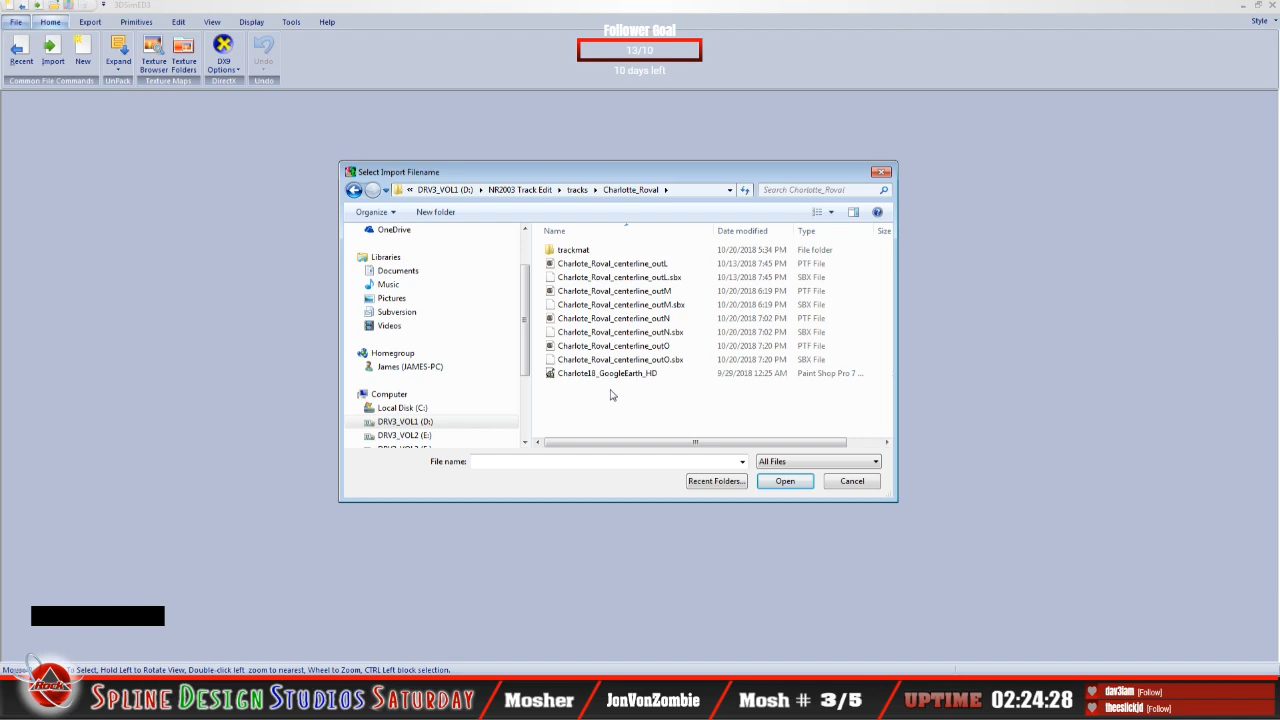 3DSimED3
File Home Export Primitives Edit View Display Tools Help Style
Follower Goal
13/10
10 days left
Recent Import New Expand Texture Browser Texture Folders DX9 Options Undo
Common File Commands UnPack Texture Maps DirectX Undo
Select Import Filename
« DRV3_VOL1 (D:) NR2003 Track Edit tracks Charlotte_Roval Search Charlotte_Roval
Organize New folder
OneDrive
Libraries
Documents
Music
Pictures
Subversion
Videos
Homegroup
James (JAMES-PC)
Computer
Local Disk (C:)
DRV3_VOL1 (D:)
DRV3_VOL2 (E:)
Name Date modified Type Size
trackmat 10/20/2018 5:34 PM File folder
Charlote_Roval_centerline_outL 10/13/2018 7:45 PM PTF File
Charlote_Roval_centerline_outL.sbx 10/13/2018 7:45 PM SBX File
Charlote_Roval_centerline_outM 10/20/2018 6:19 PM PTF File
Charlote_Roval_centerline_outM.sbx 10/20/2018 6:19 PM SBX File
Charlote_Roval_centerline_outN 10/20/2018 7:02 PM PTF File
Charlote_Roval_centerline_outN.sbx 10/20/2018 7:02 PM SBX File
Charlote_Roval_centerline_outO 10/20/2018 7:20 PM PTF File
Charlote_Roval_centerline_outO.sbx 10/20/2018 7:20 PM SBX File
Charlote18_GoogleEarth_HD 9/29/2018 12:25 AM Paint Shop Pro 7 ...
File name: All Files
Recent Folders... Open Cancel
To Select, Hold Left to Rotate View, Double-click left zoom to nearest, Wheel to Zoom, CTRL Left block selection.
Spline Design Studios Saturday Mosher JonVonZombie Mosh # 3/5 UPTIME 02:24:28
dav3lam [Follow]
theeslickjd [Follow]